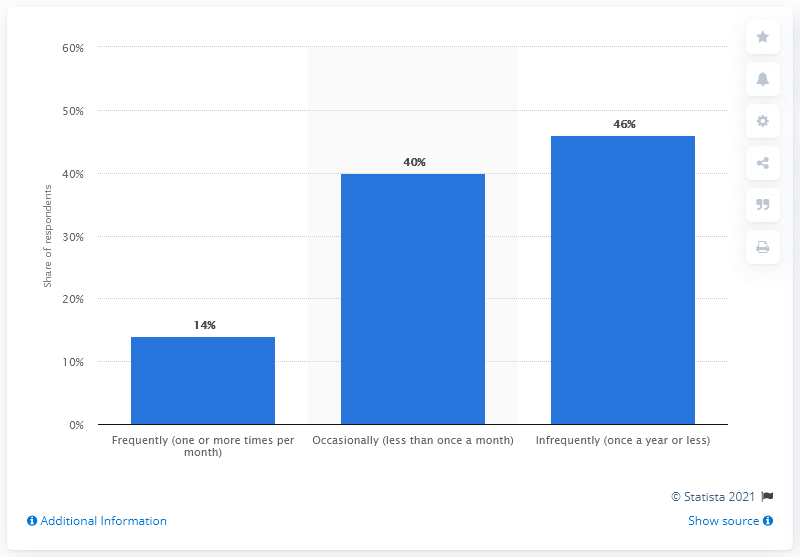 60%
50%
40%
30%
20%
10%
0%
Share of respondents
14%
40%
46%
Frequently (one or more times per
month)
Occasionally (less than once a month)
Infrequently (once a year or less)
© Statista 2021
Additional Information
Show source